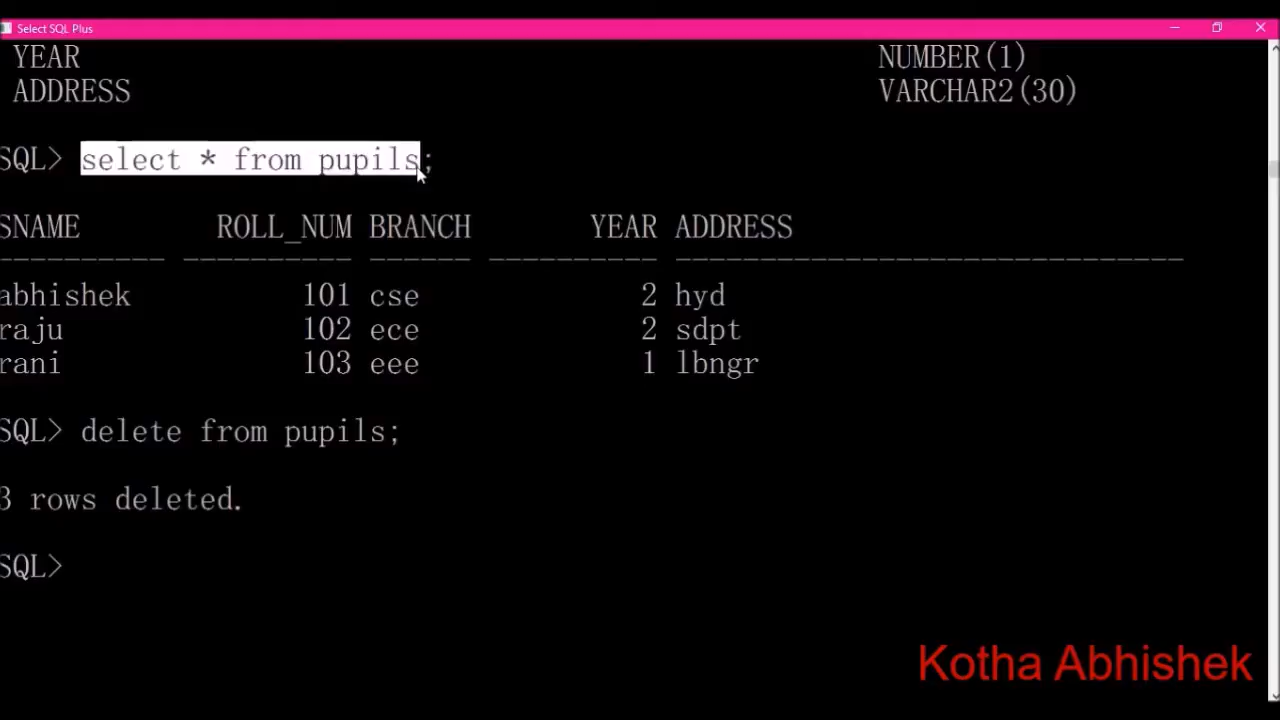 Select SQL Plus
YEAR NUMBER(1)
ADDRESS VARCHAR2(30)
SQL> select * from pupils;
SNAME ROLL_NUM BRANCH YEAR ADDRESS
---------- ---------- ------ ---------- ------------------------------
abhishek 101 cse 2 hyd
raju 102 ece 2 sdpt
rani 103 eee 1 lbngr
SQL> delete from pupils;
3 rows deleted.
SQL>
Kotha Abhishek